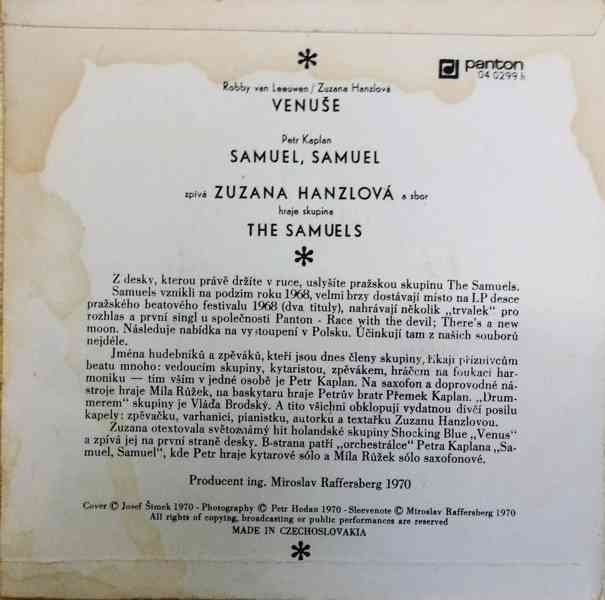 *
panton
04 0299 h
Robby van Leeuwen / Zuzana Hanzlová
VENUŠE
Petr Kaplan
SAMUEL, SAMUEL
zpívá ZUZANA HANZLOVÁ a sbor
hraje skupina
THE SAMUELS
*
Z desky, kterou právě držíte v ruce, uslyšíte pražskou skupinu The Samuels.
Samuels vznikli na podzim roku 1968, velmi brzy dostávají místo na LP desce
pražského beatového festivalu 1968 (dva tituly), nahrávají několik „trvalek" pro
rozhlas a první singl u společnosti Panton - Race with the devil; There's a new
moon. Následuje nabídka na vystoupení v Polsku. Účinkují tam z našich souborů
nejdéle.
Jména hudebníků a zpěváků, kteří jsou dnes členy skupiny, říkají příznivcům
beatu mnoho: vedoucím skupiny, kytaristou, zpěvákem, hráčem na foukací har-
moniku — tím vším v jedné osobě je Petr Kaplan. Na saxofon a doprovodné ná-
stroje hraje Míla Růžek, na baskytaru hraje Petrův bratr Přemek Kaplan. „Drum-
merem" skupiny je Vláďa Brodský. A tito všichni obklopují vydatnou dívčí posilu
kapely: zpěvačku, varhanici, pianistku, autorku a textařku Zuzanu Hanzlovou.
Zuzana otextovala světoznámý hit holandské skupiny Shocking Blue „Venus"
a zpívá jej na první straně desky. B-strana patří „orchestrálce" Petra Kaplana „Sa-
muel, Samuel", kde Petr hraje kytarové sólo a Míla Růžek sólo saxofonové.
Producent ing. Miroslav Raffersberg 1970
Cover © Josef Šimek 1970 - Photography © Petr Hodan 1970 - Sleevenote © Miroslav Raffersberg 1970
All rights of copying, broadcasting or public performances are reserved
MADE IN CZECHOSLOVAKIA
*